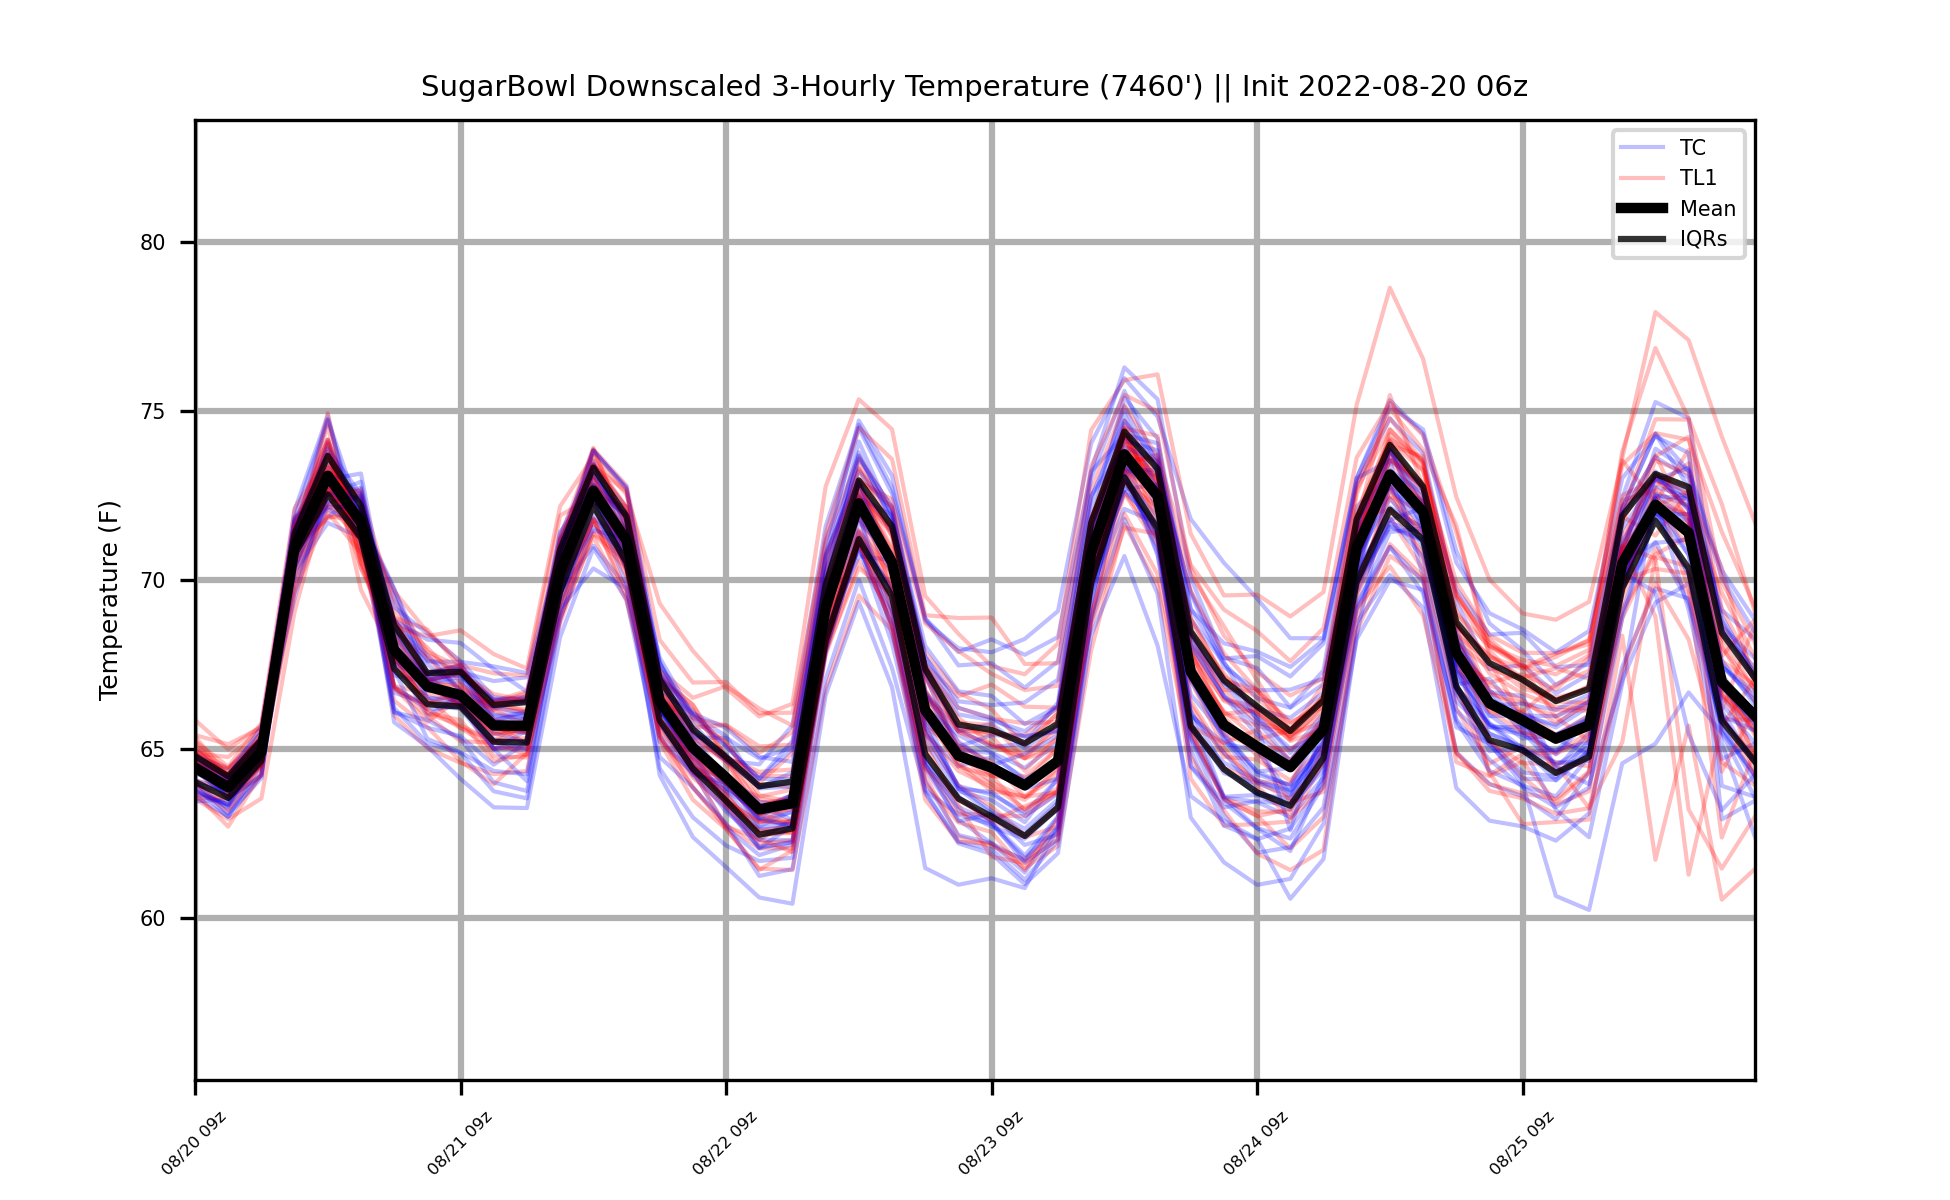 SugarBowl Downscaled 3-Hourly Temperature (7460') || Init 2022-08-20 06z
TC
TL1
Mean
IQRs
Temperature (F)
80
75
70
65
60
08/20 09z
08/21 09z
08/22 09z
08/23 09z
08/24 09z
08/25 09z